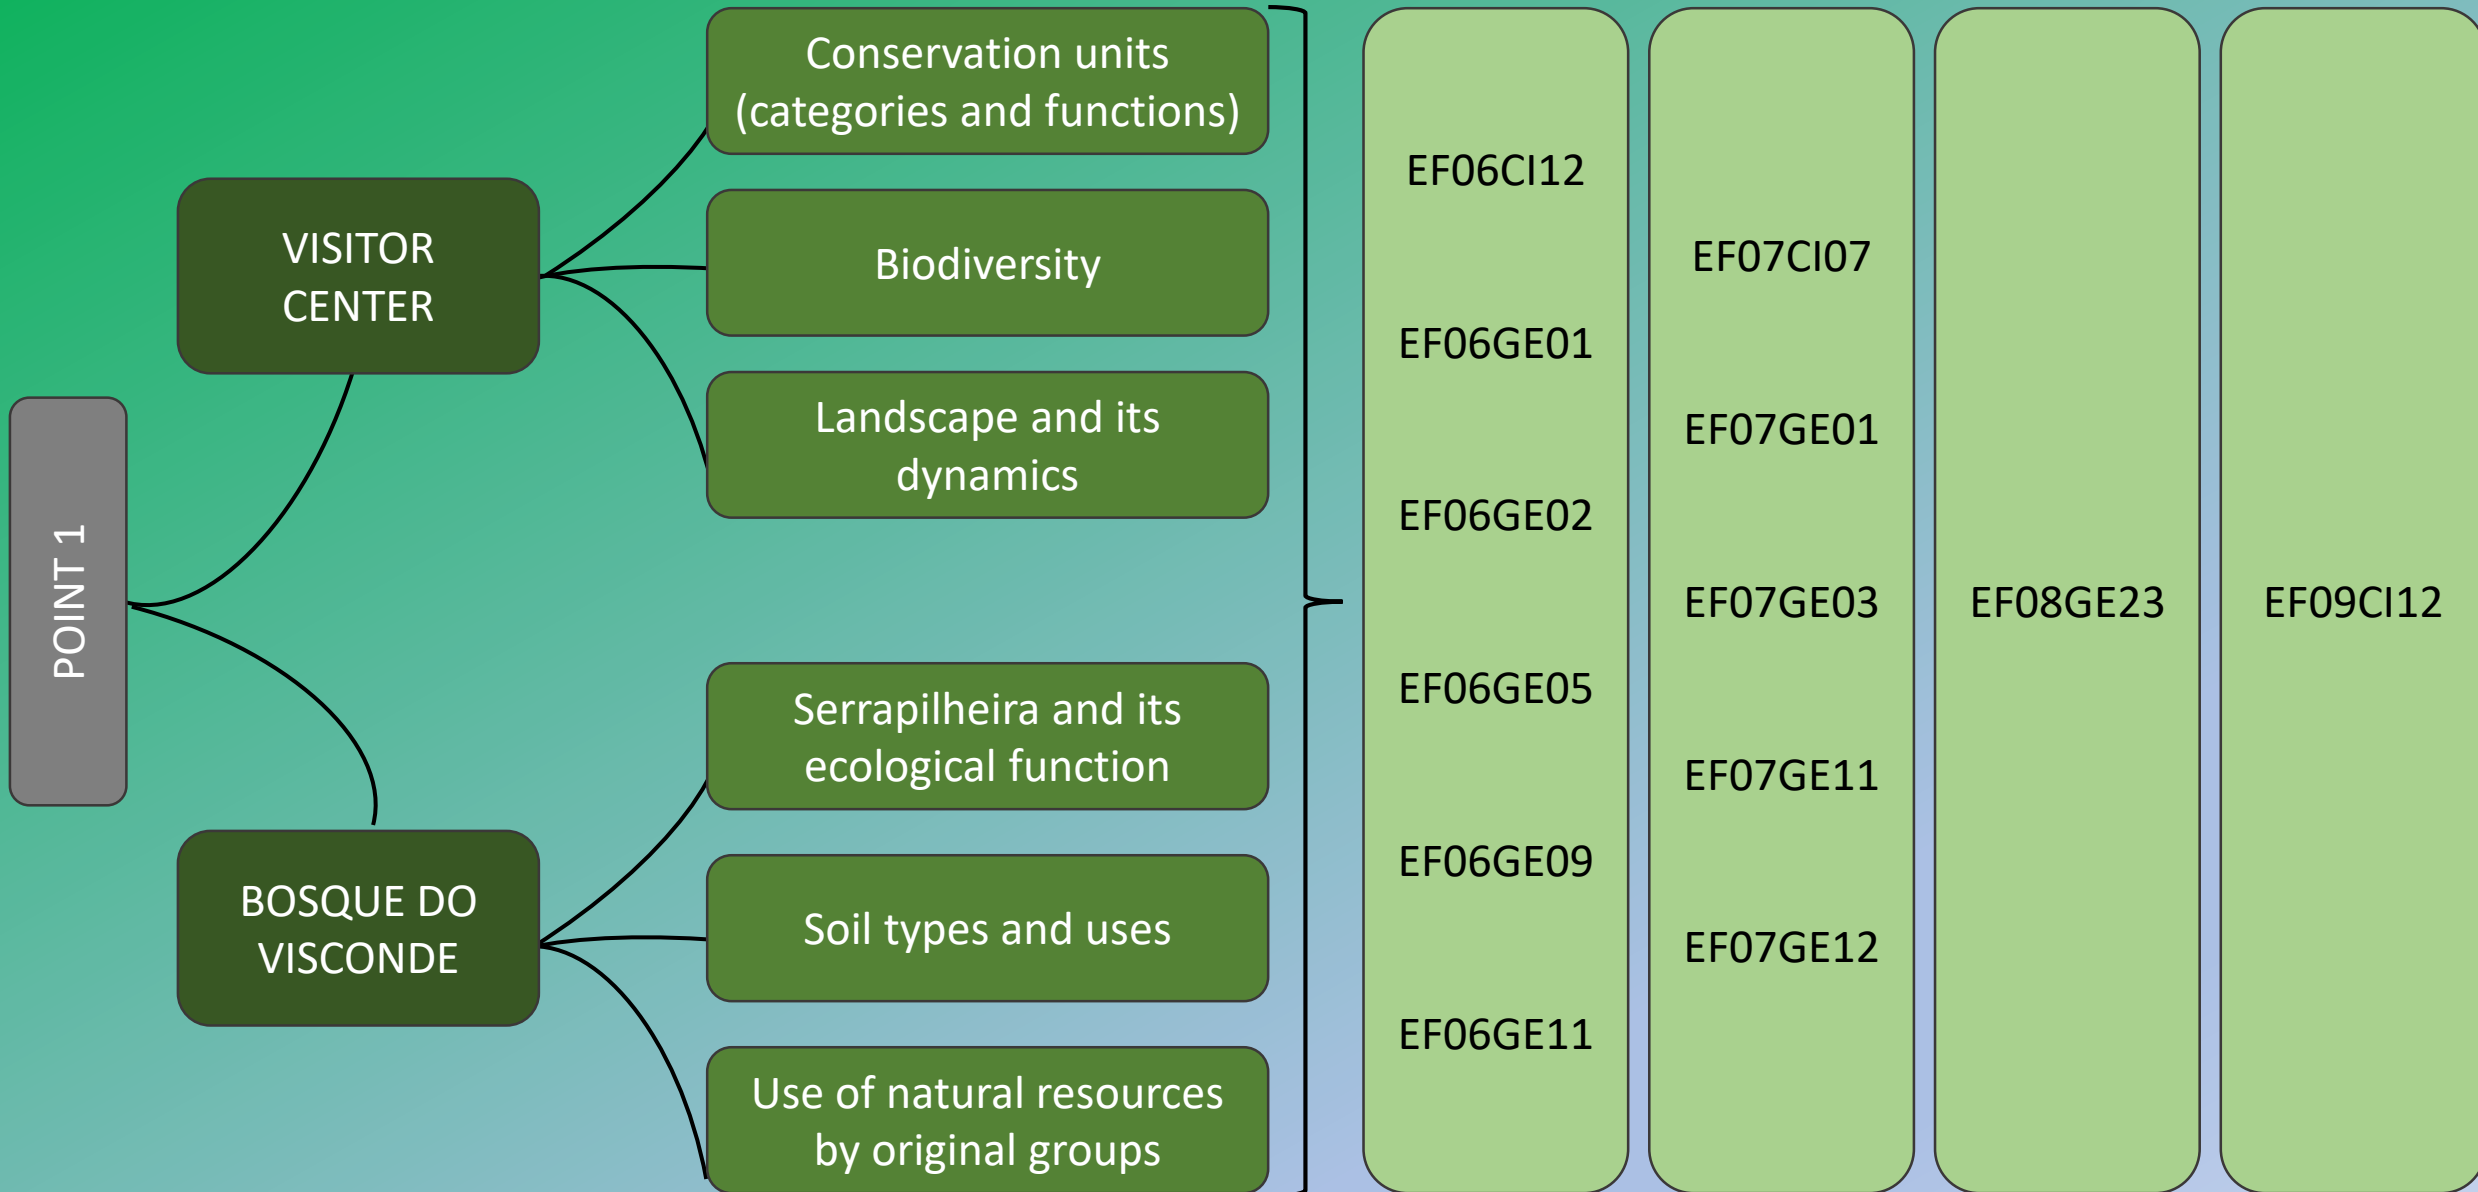 POINT 1
VISITOR
CENTER
Conservation units
(categories and functions)
Biodiversity
Landscape and its
dynamics
BOSQUE DO
VISCONDE
Serrapilheira and its
ecological function
Soil types and uses
Use of natural resources
by original groups
EF06CI12
EF06GE01
EF06GE02
EF06GE05
EF06GE09
EF06GE11
EF07CI07
EF07GE01
EF07GE03
EF07GE11
EF07GE12
EF08GE23
EF09CI12